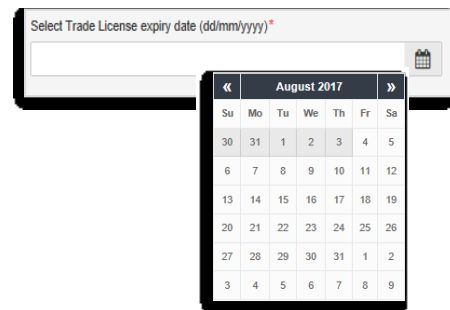 Select Trade License expiry date (dd/mm/yyyy)*
« August 2017 »
Su Mo Tu We Th Fr Sa
30 31 1 2 3 4 5
6 7 8 9 10 11 12
13 14 15 16 17 18 19
20 21 22 23 24 25 26
27 28 29 30 31 1 2
3 4 5 6 7 8 9